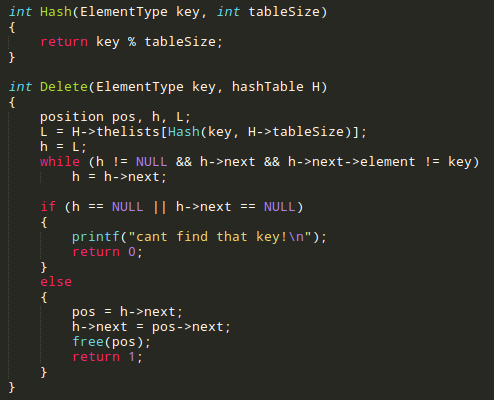 int Hash(ElementType key, int tableSize)
{
    return key % tableSize;
}

int Delete(ElementType key, hashTable H)
{
    position pos, h, L;
    L = H->thelists[Hash(key, H->tableSize)];
    h = L;
    while (h != NULL && h->next && h->next->element != key)
        h = h->next;

    if (h == NULL || h->next == NULL)
    {
        printf("cant find that key!\n");
        return 0;
    }
    else
    {
        pos = h->next;
        h->next = pos->next;
        free(pos);
        return 1;
    }
}